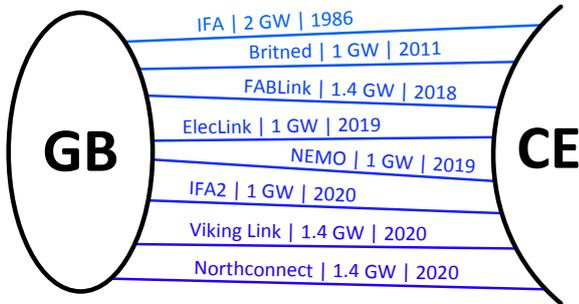 IFA | 2 GW | 1986
Britned | 1 GW | 2011
FABLink | 1.4 GW | 2018
ElecLink | 1 GW | 2019
NEMO | 1 GW | 2019
IFA2 | 1 GW | 2020
Viking Link | 1.4 GW | 2020
Northconnect | 1.4 GW | 2020
GB
CE